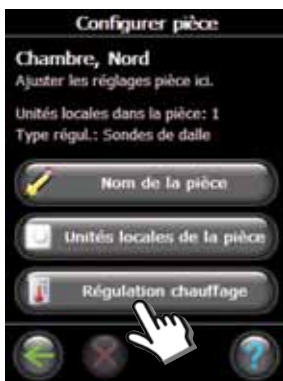 Configurer pièce
Chambre, Nord
Ajuster les réglages pièce ici.
Unités locales dans la pièce: 1
Type régul.: Sondes de dalle
Nom de la pièce
Unités locales de la pièce
Régulation chauffage
?